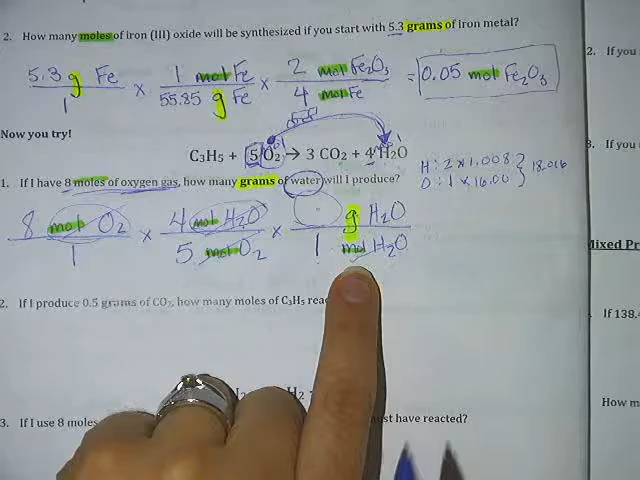 2. How many moles of iron (III) oxide will be synthesized if you start with 5.3 grams of iron metal?
2. If you
5.3 g Fe / 1 × 1 mol Fe / 55.85 g Fe × 2 mol Fe₂O₃ / 4 mol Fe = 0.05 mol Fe₂O₃
Now you try!
3. If you
C₃H₅ + 5 O₂ → 3 CO₂ + 4 H₂O
H: 2 x 1.008
O: 1 x 16.00
18.016
1. If I have 8 moles of oxygen gas, how many grams of water will I produce?
8 mol O₂ / 1 × 4 mol H₂O / 5 mol O₂ × g H₂O / 1 mol H₂O
Mixed Pr
2. If I produce 0.5 grams of CO₂, how many moles of C₃H₅ rea
If 138.4
H₂
How m
3. If I use 8 moles
must have reacted?